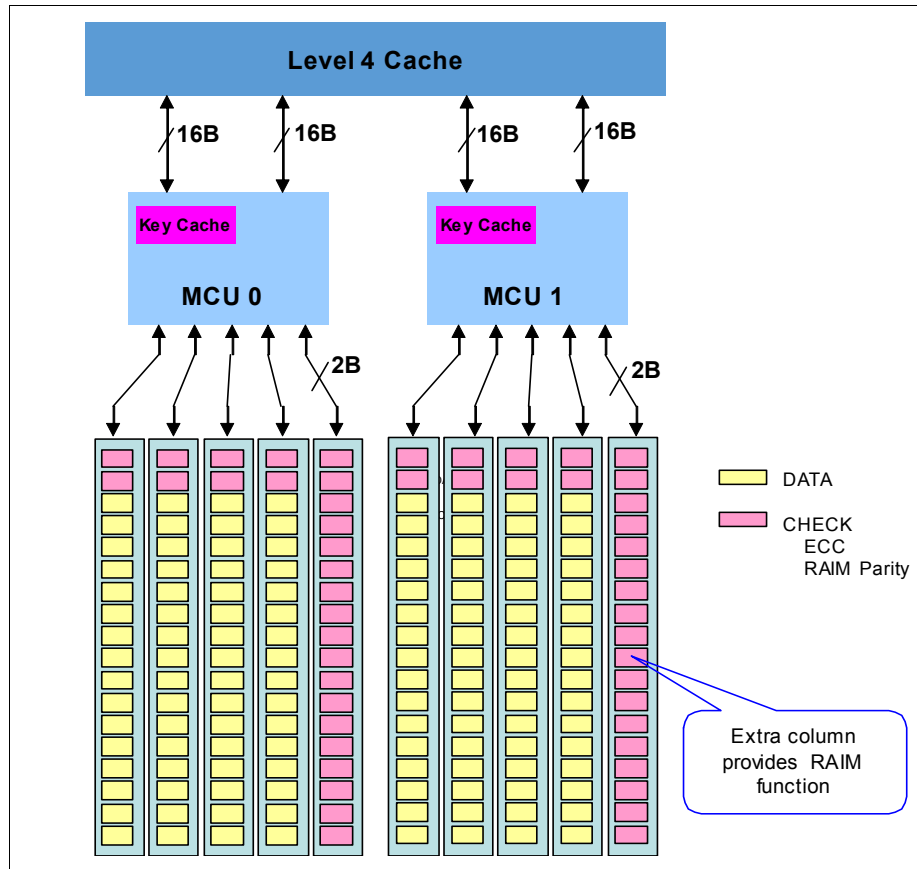 Level 4 Cache
16B
16B
16B
16B
Key Cache
Key Cache
MCU 0
MCU 1
2B
2B
DATA
CHECK
ECC
RAIM Parity
Extra column
provides RAIM
function